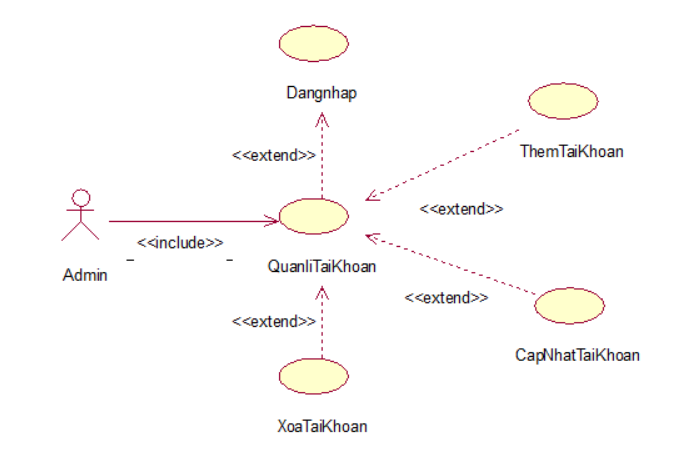 Dangnhap
<<extend>>
ThemTaiKhoan
<<extend>>
<<include>>
Admin
QuanliTaiKhoan
<<extend>>
<<extend>>
CapNhatTaiKhoan
XoaTaiKhoan